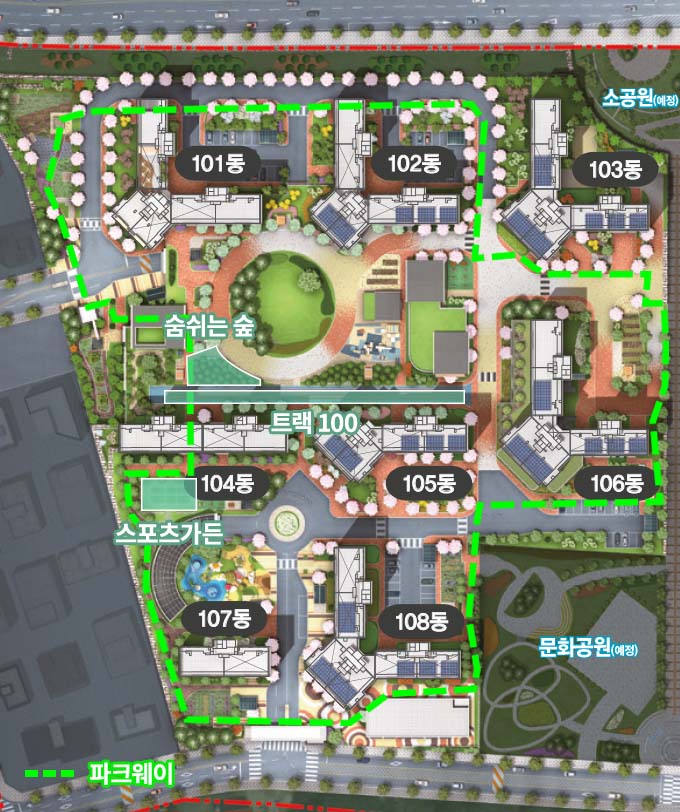 소공원(예정)
101동
102동
103동
숨쉬는 숲
트랙 100
104동
105동
106동
스포츠가든
107동
108동
문화공원(예정)
파크웨이